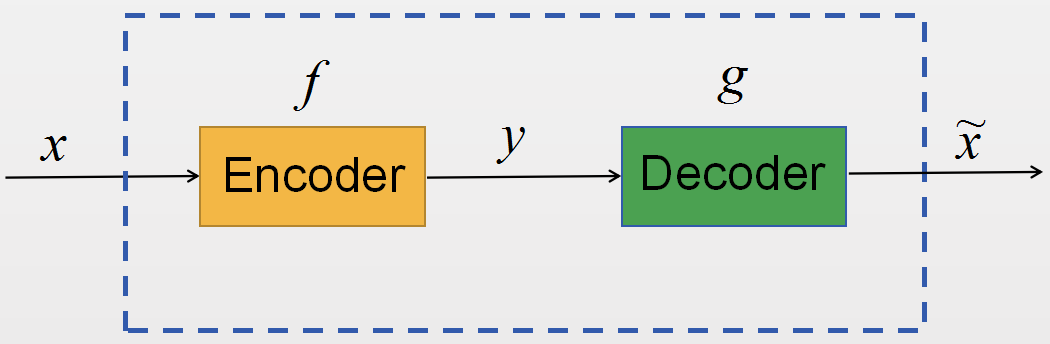 f
g
x
y
x̃
Encoder
Decoder